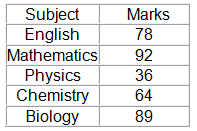 Subject Marks
English 78
Mathematics 92
Physics 36
Chemistry 64
Biology 89